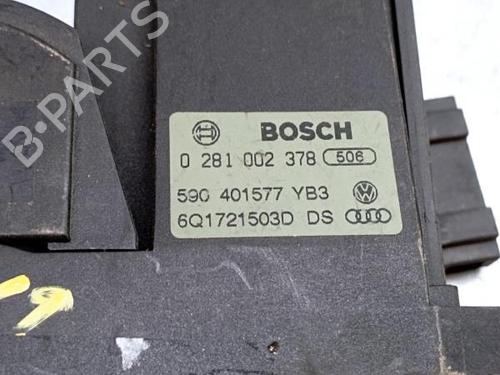 B-PARTS
BOSCH
0 281 002 378 506
590 401577 YB3
6Q1721503D DS